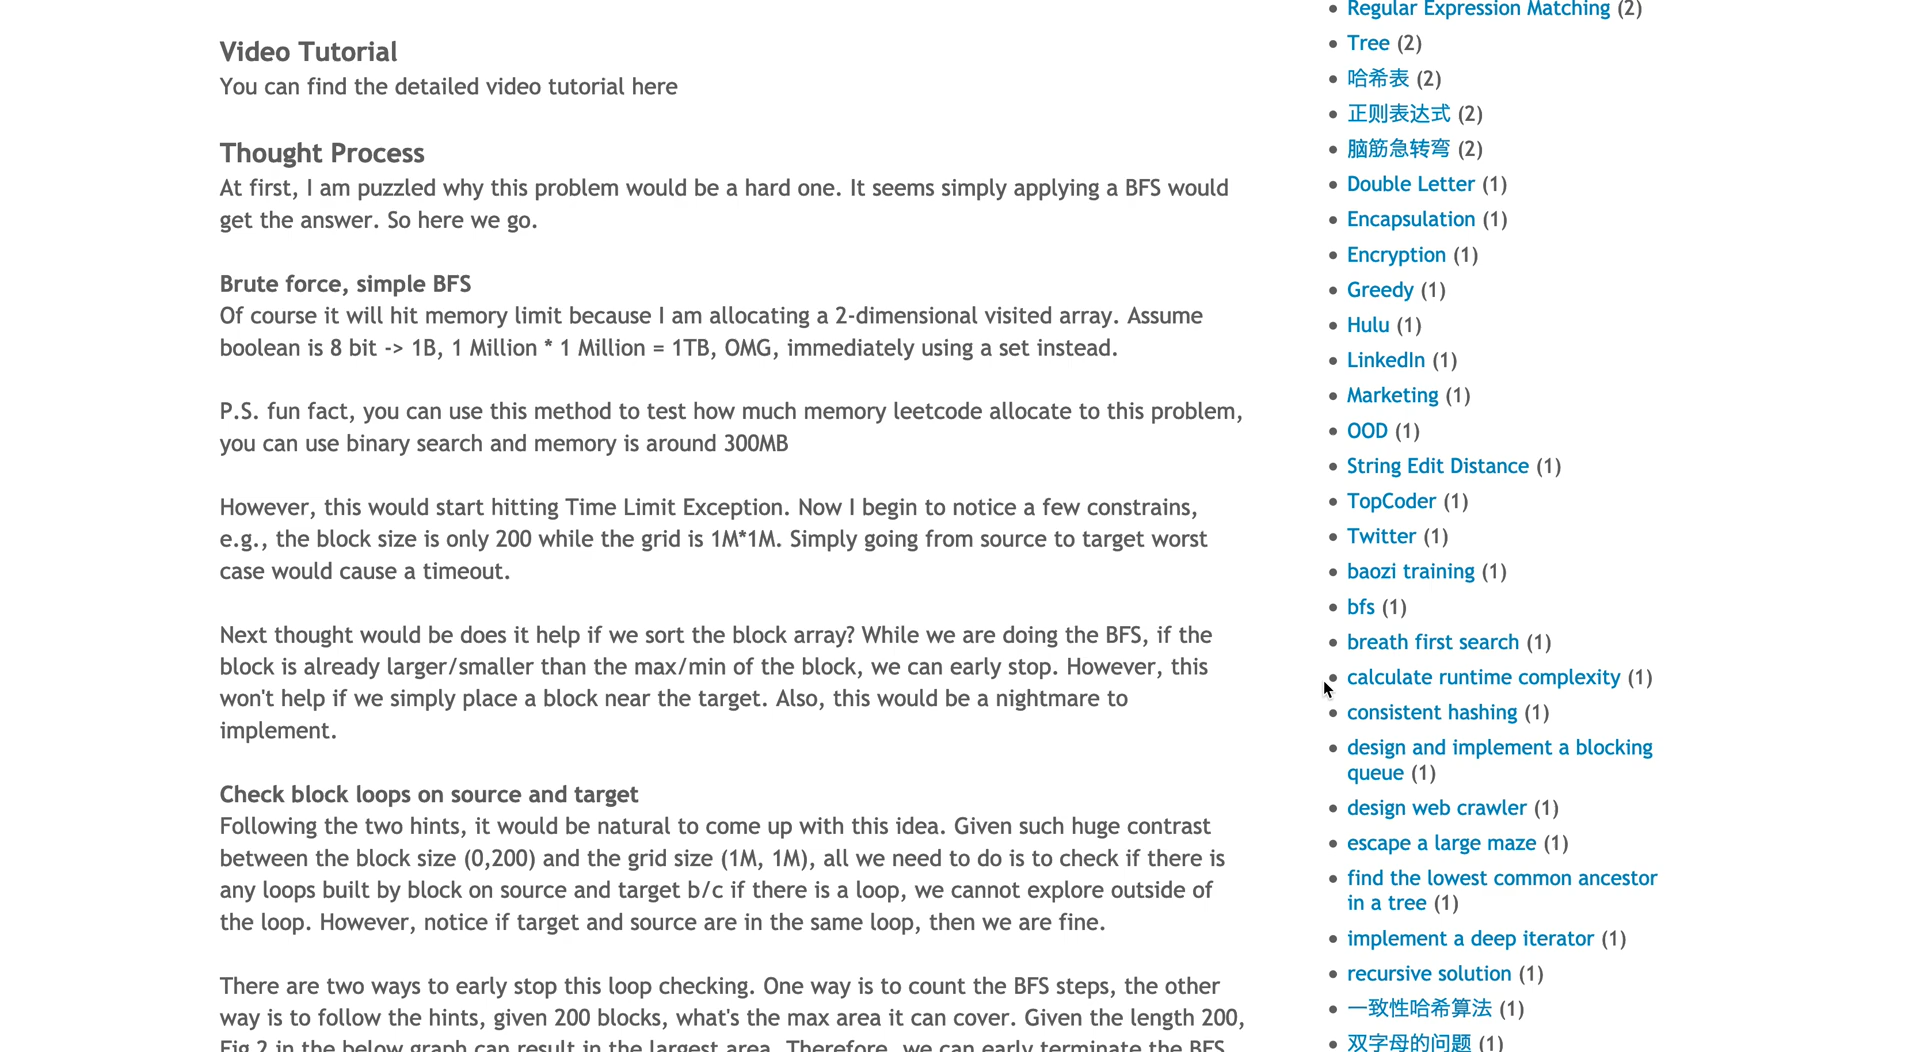 Video Tutorial
You can find the detailed video tutorial here
Thought Process
At first, I am puzzled why this problem would be a hard one. It seems simply applying a BFS would
get the answer. So here we go.
Brute force, simple BFS
Of course it will hit memory limit because I am allocating a 2-dimensional visited array. Assume
boolean is 8 bit -> 1B, 1 Million * 1 Million = 1TB, OMG, immediately using a set instead.
P.S. fun fact, you can use this method to test how much memory leetcode allocate to this problem,
you can use binary search and memory is around 300MB
However, this would start hitting Time Limit Exception. Now I begin to notice a few constrains,
e.g., the block size is only 200 while the grid is 1M*1M. Simply going from source to target worst
case would cause a timeout.
Next thought would be does it help if we sort the block array? While we are doing the BFS, if the
block is already larger/smaller than the max/min of the block, we can early stop. However, this
won't help if we simply place a block near the target. Also, this would be a nightmare to
implement.
Check block loops on source and target
Following the two hints, it would be natural to come up with this idea. Given such huge contrast
between the block size (0,200) and the grid size (1M, 1M), all we need to do is to check if there is
any loops built by block on source and target b/c if there is a loop, we cannot explore outside of
the loop. However, notice if target and source are in the same loop, then we are fine.
There are two ways to early stop this loop checking. One way is to count the BFS steps, the other
way is to follow the hints, given 200 blocks, what's the max area it can cover. Given the length 200,
Fig 2 in the below graph can result in the largest area. Therefore, we can early terminate the BFS
Regular Expression Matching (2)
Tree (2)
哈希表 (2)
正则表达式 (2)
脑筋急转弯 (2)
Double Letter (1)
Encapsulation (1)
Encryption (1)
Greedy (1)
Hulu (1)
LinkedIn (1)
Marketing (1)
OOD (1)
String Edit Distance (1)
TopCoder (1)
Twitter (1)
baozi training (1)
bfs (1)
breath first search (1)
calculate runtime complexity (1)
consistent hashing (1)
design and implement a blocking
queue (1)
design web crawler (1)
escape a large maze (1)
find the lowest common ancestor
in a tree (1)
implement a deep iterator (1)
recursive solution (1)
一致性哈希算法 (1)
双字母的问题 (1)